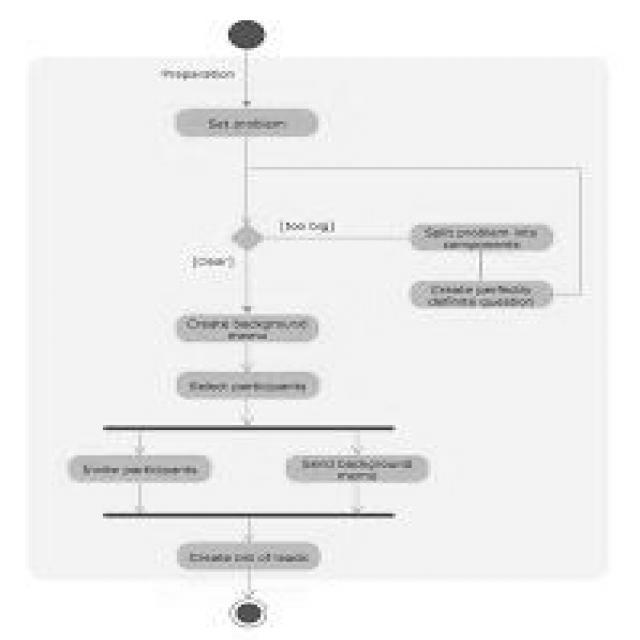 Preparation
Set problem
[too big]
Split problem into
components
[clear]
Create perfectly
definite question
Create background
memo
Select participants
Invite participants
Send background
memo
Create list of leads